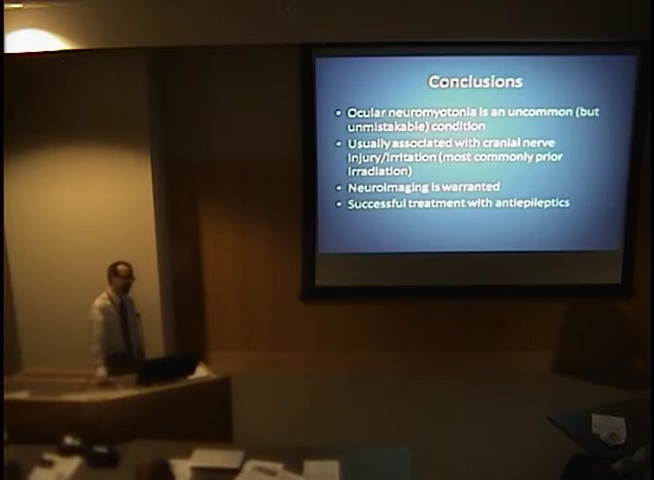 Conclusions
• Ocular neuromyotonia is an uncommon (but
unmistakable) condition
• Usually associated with cranial nerve
injury/irritation (most commonly prior
irradiation)
• Neuroimaging is warranted
• Successful treatment with antiepileptics